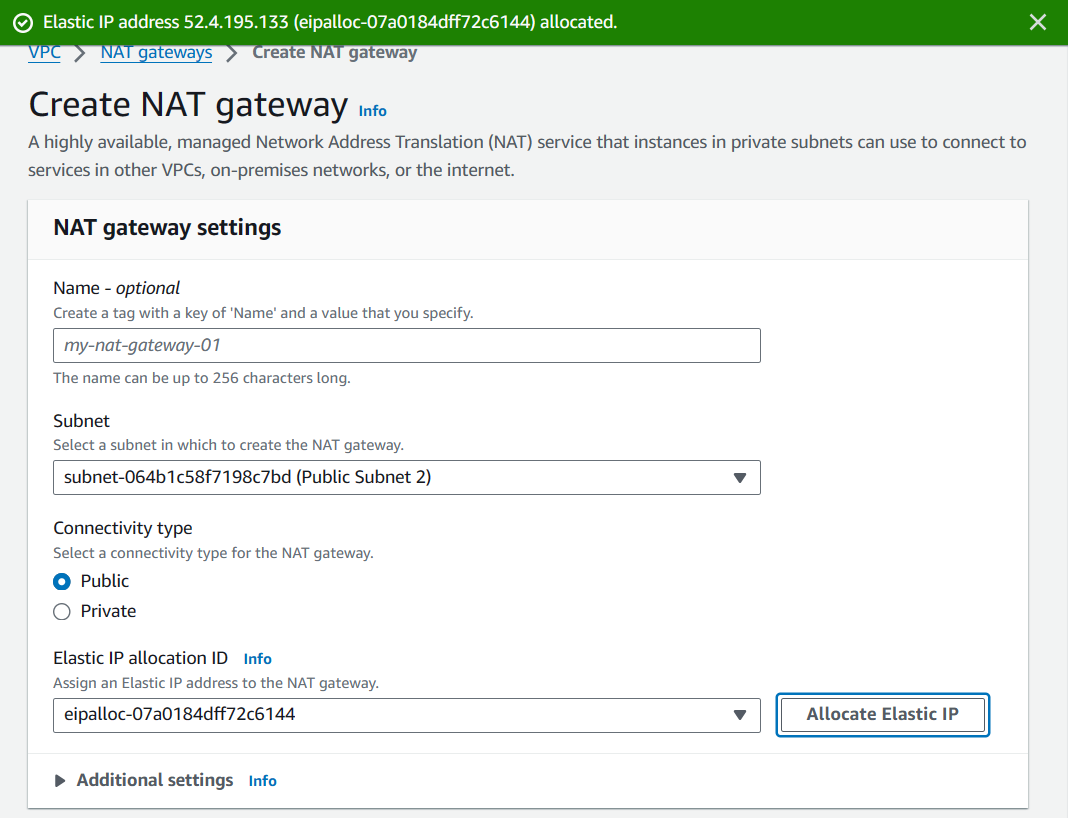 Elastic IP address 52.4.195.133 (eipalloc-07a0184dff72c6144) allocated.
VPC > NAT gateways > Create NAT gateway
Create NAT gateway Info
A highly available, managed Network Address Translation (NAT) service that instances in private subnets can use to connect to
services in other VPCs, on-premises networks, or the internet.
NAT gateway settings
Name - optional
Create a tag with a key of 'Name' and a value that you specify.
my-nat-gateway-01
The name can be up to 256 characters long.
Subnet
Select a subnet in which to create the NAT gateway.
subnet-064b1c58f7198c7bd (Public Subnet 2)
Connectivity type
Select a connectivity type for the NAT gateway.
Public
Private
Elastic IP allocation ID Info
Assign an Elastic IP address to the NAT gateway.
eipalloc-07a0184dff72c6144
Allocate Elastic IP
Additional settings Info